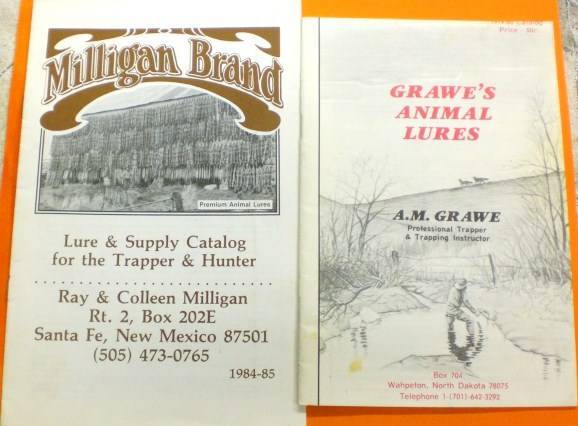 Milligan Brand
Premium Animal Lures
Lure & Supply Catalog
for the Trapper & Hunter
Ray & Colleen Milligan
Rt. 2, Box 202E
Santa Fe, New Mexico 87501
(505) 473-0765
1984-85
Catalog
Price
GRAWE'S
ANIMAL
LURES
A.M. GRAWE
Professional Trapper
& Trapping Instructor
Box 704
Wahpeton, North Dakota 78075
Telephone 1-(701)-642-3292